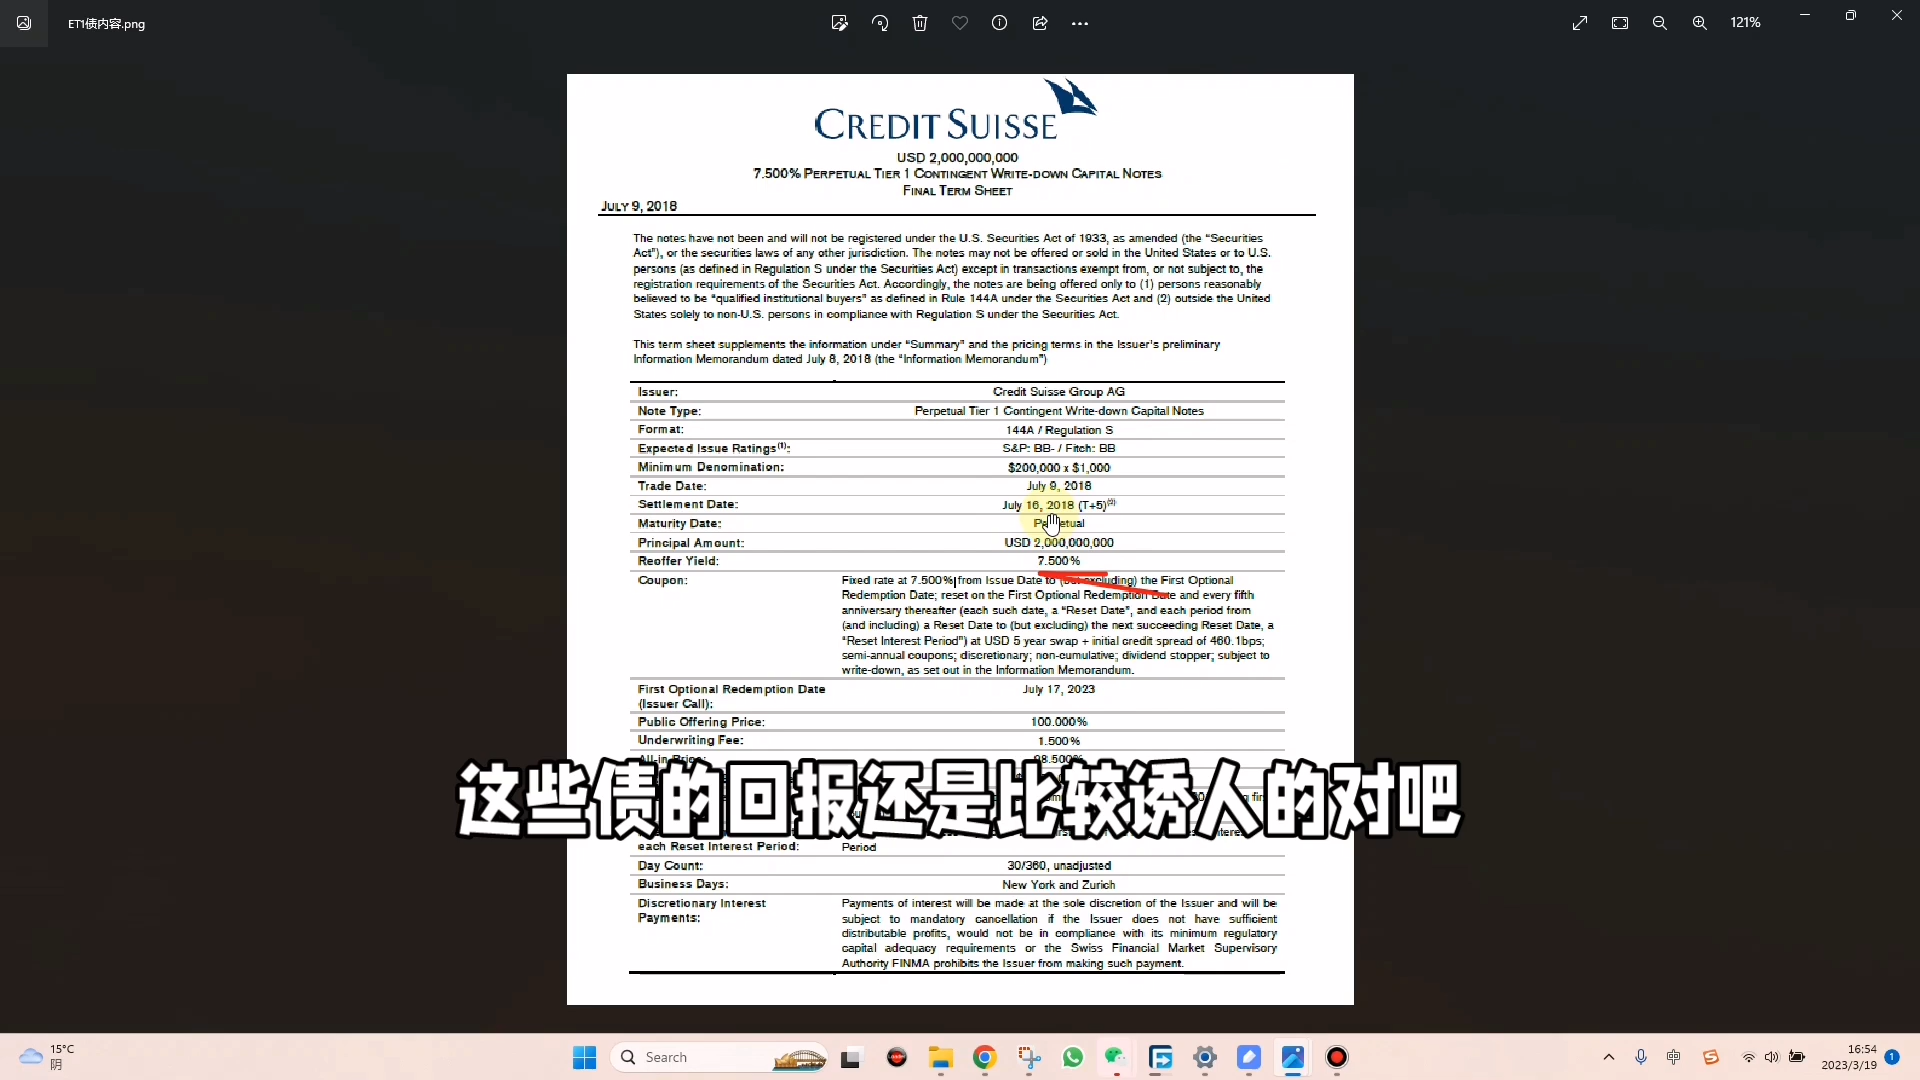 ET1债内容.png
121%
CREDIT SUISSE
USD 2,000,000,000
7.500% PERPETUAL TIER 1 CONTINGENT WRITE-DOWN CAPITAL NOTES
FINAL TERM SHEET
JULY 9, 2018
The notes have not been and will not be registered under the U.S. Securities Act of 1933, as amended (the "Securities
Act"), or the securities laws of any other jurisdiction. The notes may not be offered or sold in the United States or to U.S.
persons (as defined in Regulation S under the Securities Act) except in transactions exempt from, or not subject to, the
registration requirements of the Securities Act. Accordingly, the notes are being offered only to (1) persons reasonably
believed to be "qualified institutional buyers" as defined in Rule 144A under the Securities Act and (2) outside the United
States solely to non-U.S. persons in compliance with Regulation S under the Securities Act.
This term sheet supplements the information under "Summary" and the pricing terms in the Issuer's preliminary
Information Memorandum dated July 8, 2018 (the "Information Memorandum")
Issuer: Credit Suisse Group AG
Note Type: Perpetual Tier 1 Contingent Write-down Capital Notes
Format: 144A / Regulation S
Expected Issue Ratings(1): S&P: BB- / Fitch: BB
Minimum Denomination: $200,000 x $1,000
Trade Date: July 9, 2018
Settlement Date: July 16, 2018 (T+5)(2)
Maturity Date: Perpetual
Principal Amount: USD 2,000,000,000
Reoffer Yield: 7.500%
Coupon: Fixed rate at 7.500% from Issue Date to (but excluding) the First Optional
Redemption Date; reset on the First Optional Redemption Date and every fifth
anniversary thereafter (each such date, a "Reset Date", and each period from
(and including) a Reset Date to (but excluding) the next succeeding Reset Date, a
"Reset Interest Period") at USD 5 year swap + initial credit spread of 460.1bps;
semi-annual coupons; discretionary; non-cumulative; dividend stopper; subject to
write-down, as set out in the Information Memorandum.
First Optional Redemption Date July 17, 2023
(Issuer Call):
Public Offering Price: 100.000%
Underwriting Fee: 1.500%
All-in Price: 98.500%
这些债的回报还是比较诱人的对吧
each Reset Interest Period: Period
Day Count: 30/360, unadjusted
Business Days: New York and Zurich
Discretionary Interest Payments of interest will be made at the sole discretion of the Issuer and will be
Payments: subject to mandatory cancellation if the Issuer does not have sufficient
distributable profits, would not be in compliance with its minimum regulatory
capital adequacy requirements or the Swiss Financial Market Supervisory
Authority FINMA prohibits the Issuer from making such payment.
15°C
阴
Search
中
16:54
2023/3/19
1